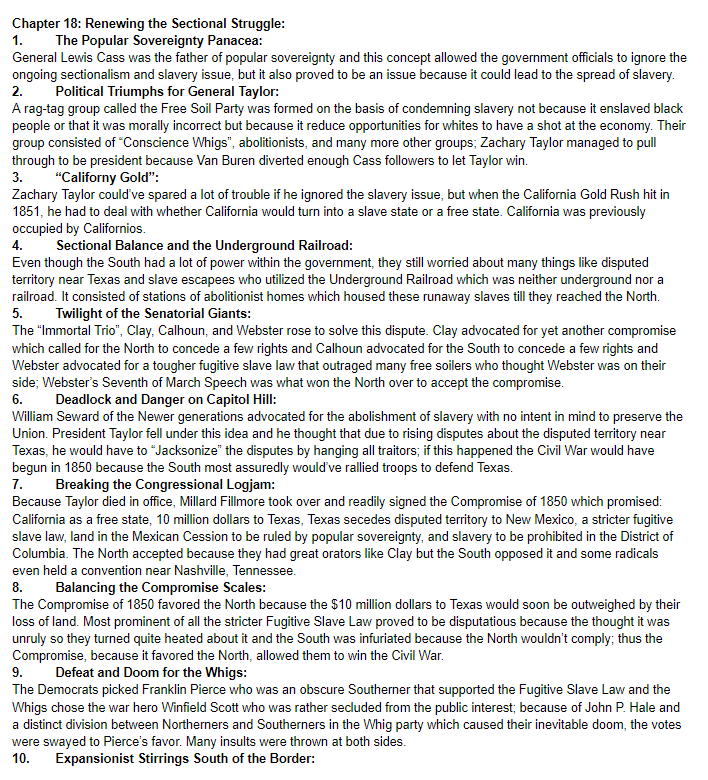 Chapter 18: Renewing the Sectional Struggle:
1. The Popular Sovereignty Panacea:
General Lewis Cass was the father of popular sovereignty and this concept allowed the government officials to ignore the
ongoing sectionalism and slavery issue, but it also proved to be an issue because it could lead to the spread of slavery.
2. Political Triumphs for General Taylor:
A rag-tag group called the Free Soil Party was formed on the basis of condemning slavery not because it enslaved black
people or that it was morally incorrect but because it reduce opportunities for whites to have a shot at the economy. Their
group consisted of “Conscience Whigs”, abolitionists, and many more other groups; Zachary Taylor managed to pull
through to be president because Van Buren diverted enough Cass followers to let Taylor win.
3. “Californy Gold”:
Zachary Taylor could’ve spared a lot of trouble if he ignored the slavery issue, but when the California Gold Rush hit in
1851, he had to deal with whether California would turn into a slave state or a free state. California was previously
occupied by Californios.
4. Sectional Balance and the Underground Railroad:
Even though the South had a lot of power within the government, they still worried about many things like disputed
territory near Texas and slave escapees who utilized the Underground Railroad which was neither underground nor a
railroad. It consisted of stations of abolitionist homes which housed these runaway slaves till they reached the North.
5. Twilight of the Senatorial Giants:
The “Immortal Trio”, Clay, Calhoun, and Webster rose to solve this dispute. Clay advocated for yet another compromise
which called for the North to concede a few rights and Calhoun advocated for the South to concede a few rights and
Webster advocated for a tougher fugitive slave law that outraged many free soilers who thought Webster was on their
side; Webster’s Seventh of March Speech was what won the North over to accept the compromise.
6. Deadlock and Danger on Capitol Hill:
William Seward of the Newer generations advocated for the abolishment of slavery with no intent in mind to preserve the
Union. President Taylor fell under this idea and he thought that due to rising disputes about the disputed territory near
Texas, he would have to “Jacksonize” the disputes by hanging all traitors; if this happened the Civil War would have
begun in 1850 because the South most assuredly would’ve rallied troops to defend Texas.
7. Breaking the Congressional Logjam:
Because Taylor died in office, Millard Fillmore took over and readily signed the Compromise of 1850 which promised:
California as a free state, 10 million dollars to Texas, Texas secedes disputed territory to New Mexico, a stricter fugitive
slave law, land in the Mexican Cession to be ruled by popular sovereignty, and slavery to be prohibited in the District of
Columbia. The North accepted because they had great orators like Clay but the South opposed it and some radicals
even held a convention near Nashville, Tennessee.
8. Balancing the Compromise Scales:
The Compromise of 1850 favored the North because the $10 million dollars to Texas would soon be outweighed by their
loss of land. Most prominent of all the stricter Fugitive Slave Law proved to be disputatious because the thought it was
unruly so they turned quite heated about it and the South was infuriated because the North wouldn’t comply; thus the
Compromise, because it favored the North, allowed them to win the Civil War.
9. Defeat and Doom for the Whigs:
The Democrats picked Franklin Pierce who was an obscure Southerner that supported the Fugitive Slave Law and the
Whigs chose the war hero Winfield Scott who was rather secluded from the public interest; because of John P. Hale and
a distinct division between Northerners and Southerners in the Whig party which caused their inevitable doom, the votes
were swayed to Pierce’s favor. Many insults were thrown at both sides.
10. Expansionist Stirrings South of the Border: